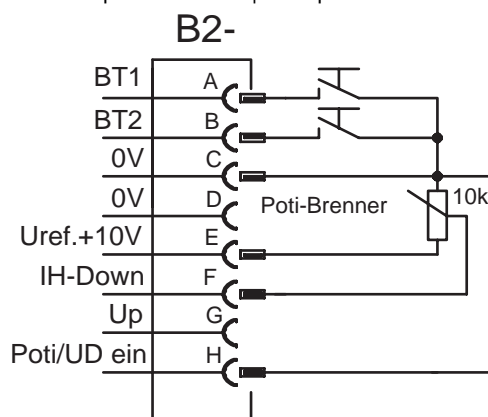 B2-
BT1 A
BT2 B
0V C
0V D Poti-Brenner 10k
Uref.+10V E
IH-Down F
Up G
Poti/UD ein H